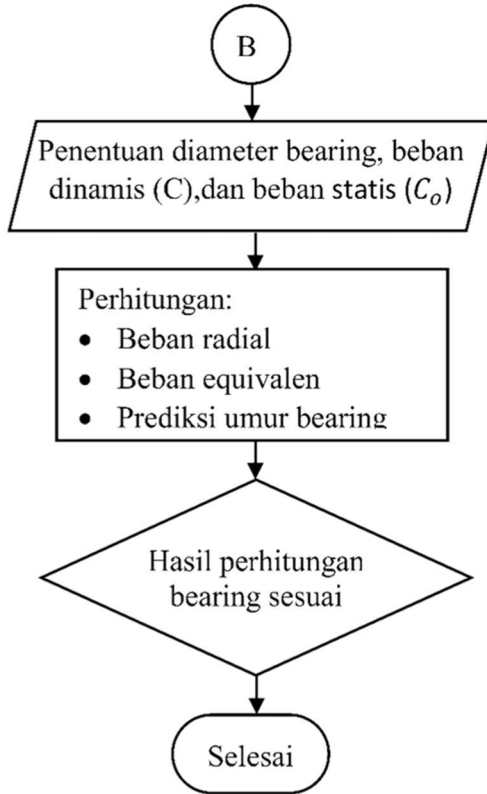 B
Penentuan diameter bearing, beban
dinamis (C),dan beban statis (C₀)
Perhitungan:
• Beban radial
• Beban equivalen
• Prediksi umur bearing
Hasil perhitungan
bearing sesuai
Selesai